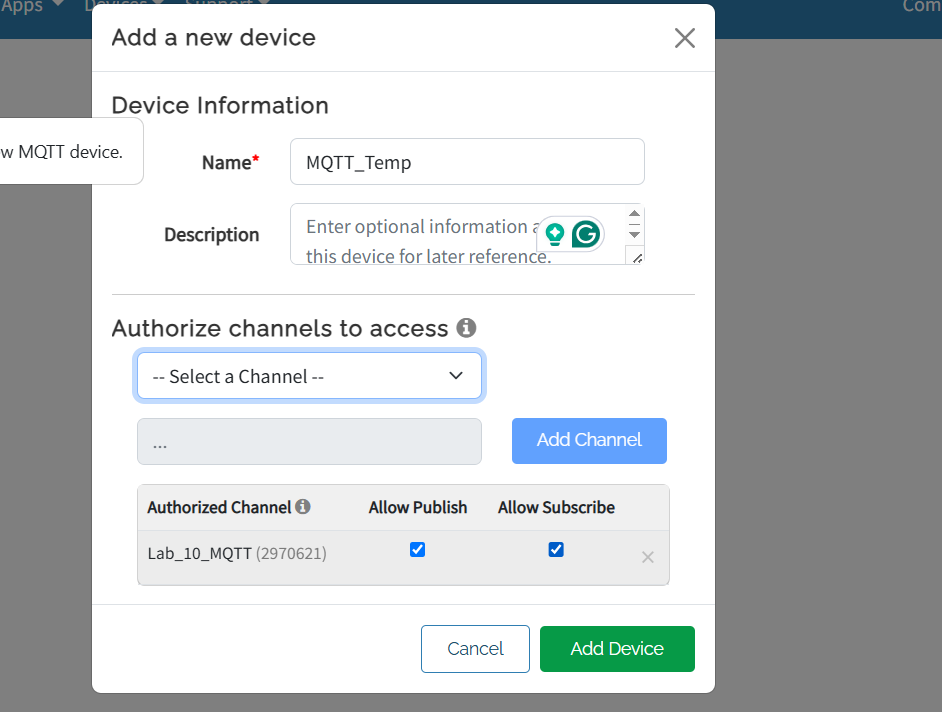 Apps Devices Support Com
Add a new device
Device Information
w MQTT device.
Name* MQTT_Temp
Description Enter optional information a
this device for later reference.
Authorize channels to access
-- Select a Channel --
... Add Channel
Authorized Channel Allow Publish Allow Subscribe
Lab_10_MQTT (2970621)
Cancel Add Device